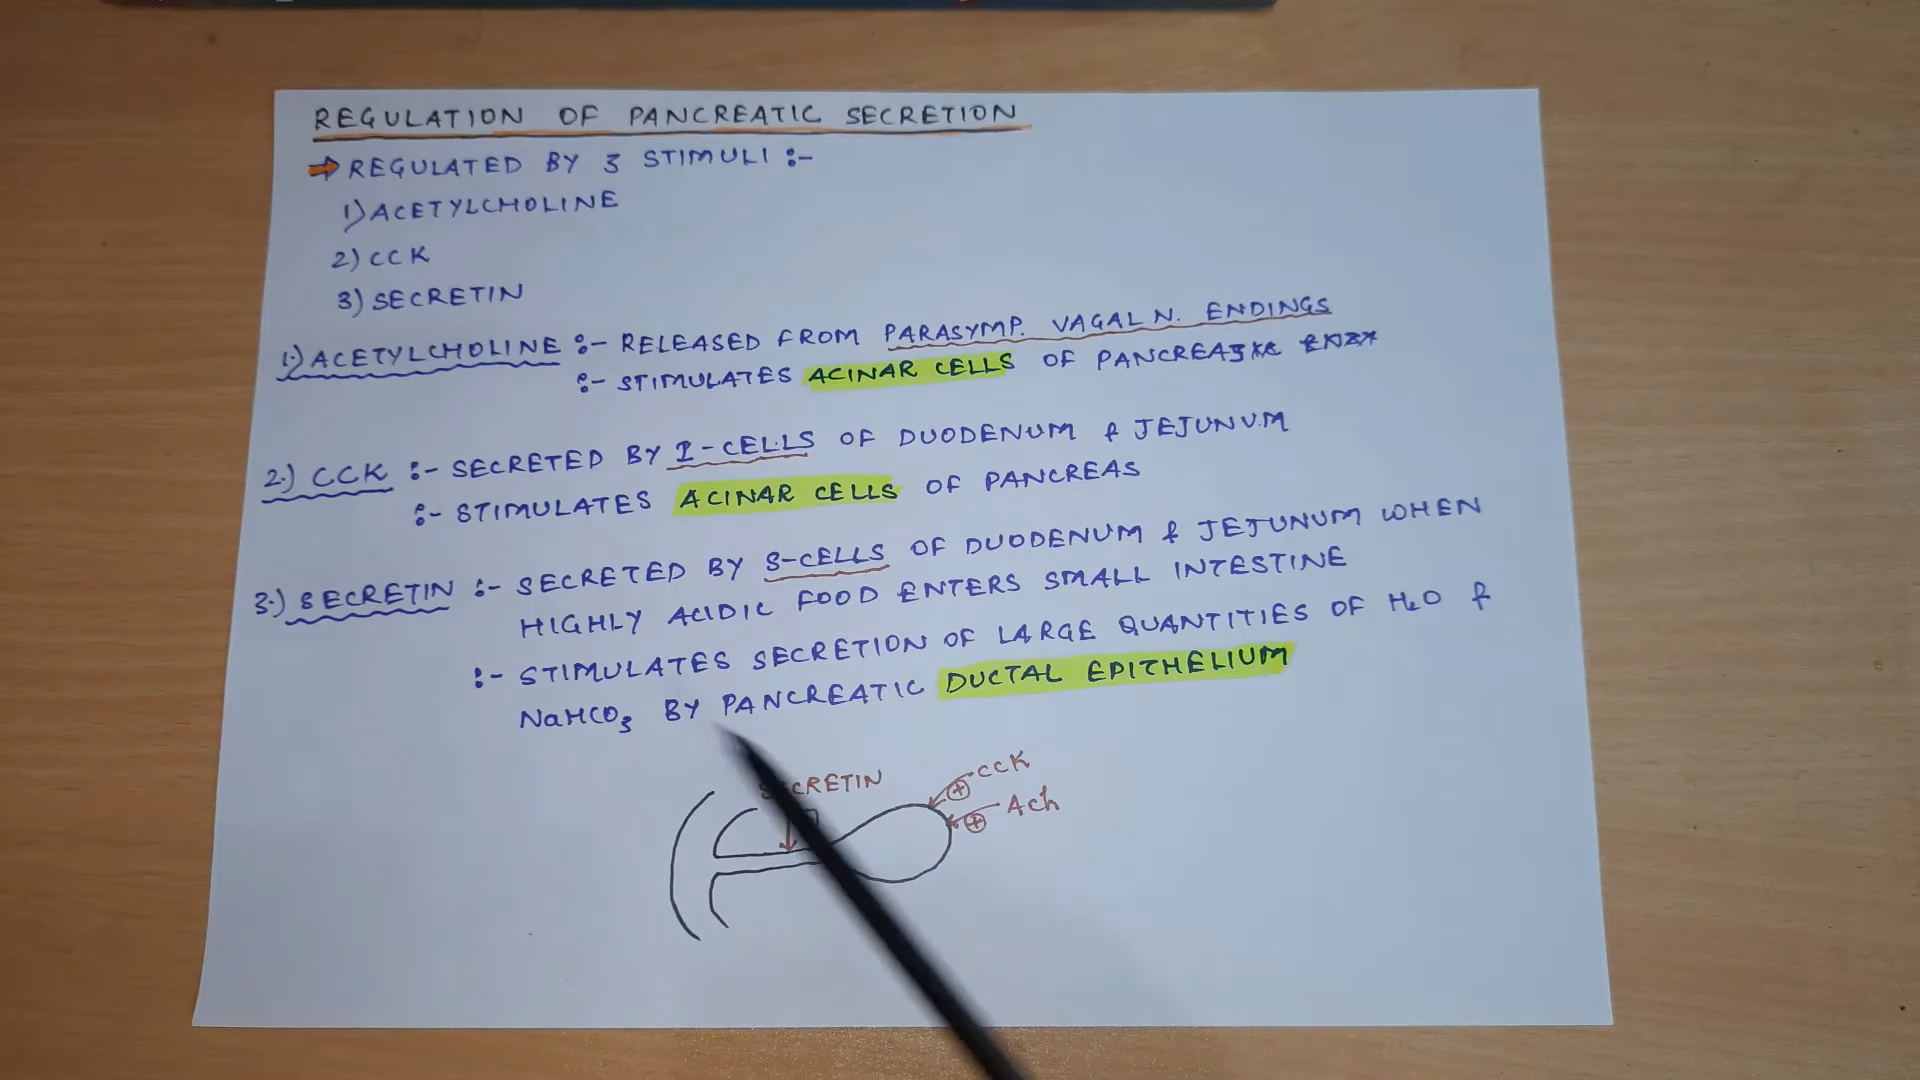 REGULATION OF PANCREATIC SECRETION
→ REGULATED BY 3 STIMULI :-
1) ACETYLCHOLINE
2) CCK
3) SECRETIN
1.) ACETYLCHOLINE :- RELEASED FROM PARASYMP. VAGAL N. ENDINGS
:- STIMULATES ACINAR CELLS OF PANCREAS
2.) CCK :- SECRETED BY I-CELLS OF DUODENUM & JEJUNUM
:- STIMULATES ACINAR CELLS OF PANCREAS
3.) SECRETIN :- SECRETED BY S-CELLS OF DUODENUM & JEJUNUM WHEN
HIGHLY ACIDIC FOOD ENTERS SMALL INTESTINE
:- STIMULATES SECRETION OF LARGE QUANTITIES OF H₂O &
NaHCO₃ BY PANCREATIC DUCTAL EPITHELIUM
SECRETIN
+ CCK
+ Ach